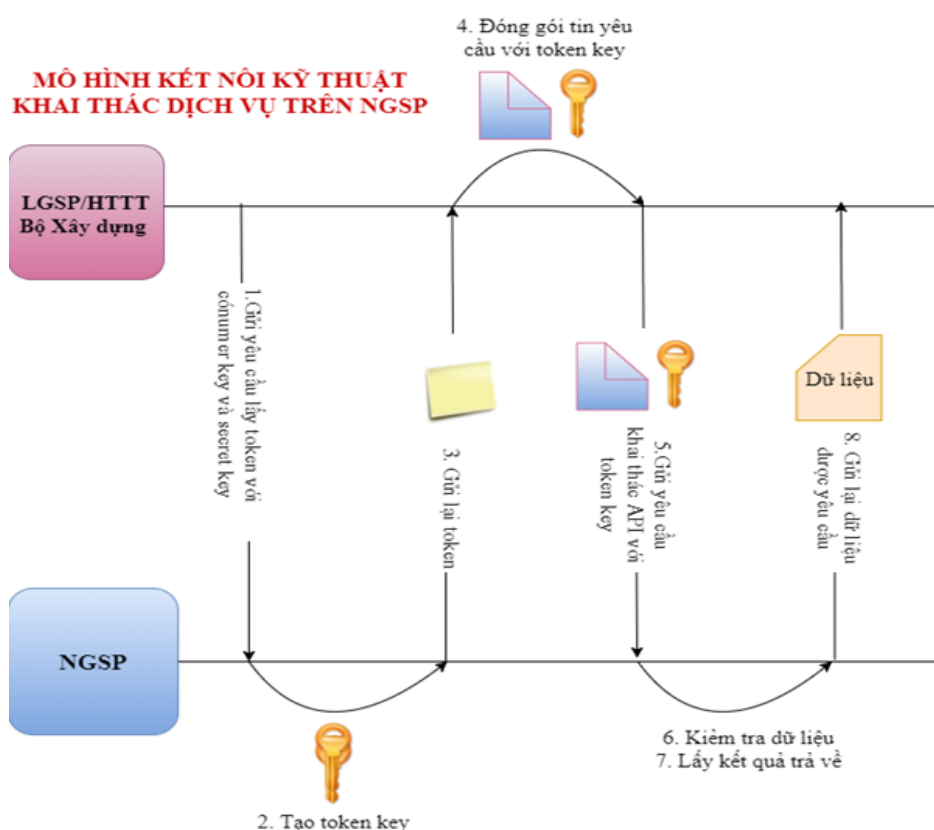 MÔ HÌNH KẾT NỐI KỸ THUẬT
KHAI THÁC DỊCH VỤ TRÊN NGSP
LGSP/HTTT
Bộ Xây dựng
1.Gửi yêu cầu lấy token với
cónumer key và secret key
NGSP
2. Tạo token key
3. Gửi lại token
4. Đóng gói tin yêu
cầu với token key
5.Gửi yêu cầu
khai thác API với
token key
6. Kiểm tra dữ liệu
7. Lấy kết quả trả về
Dữ liệu
8. Gửi lại dữ liệu
được yêu cầu